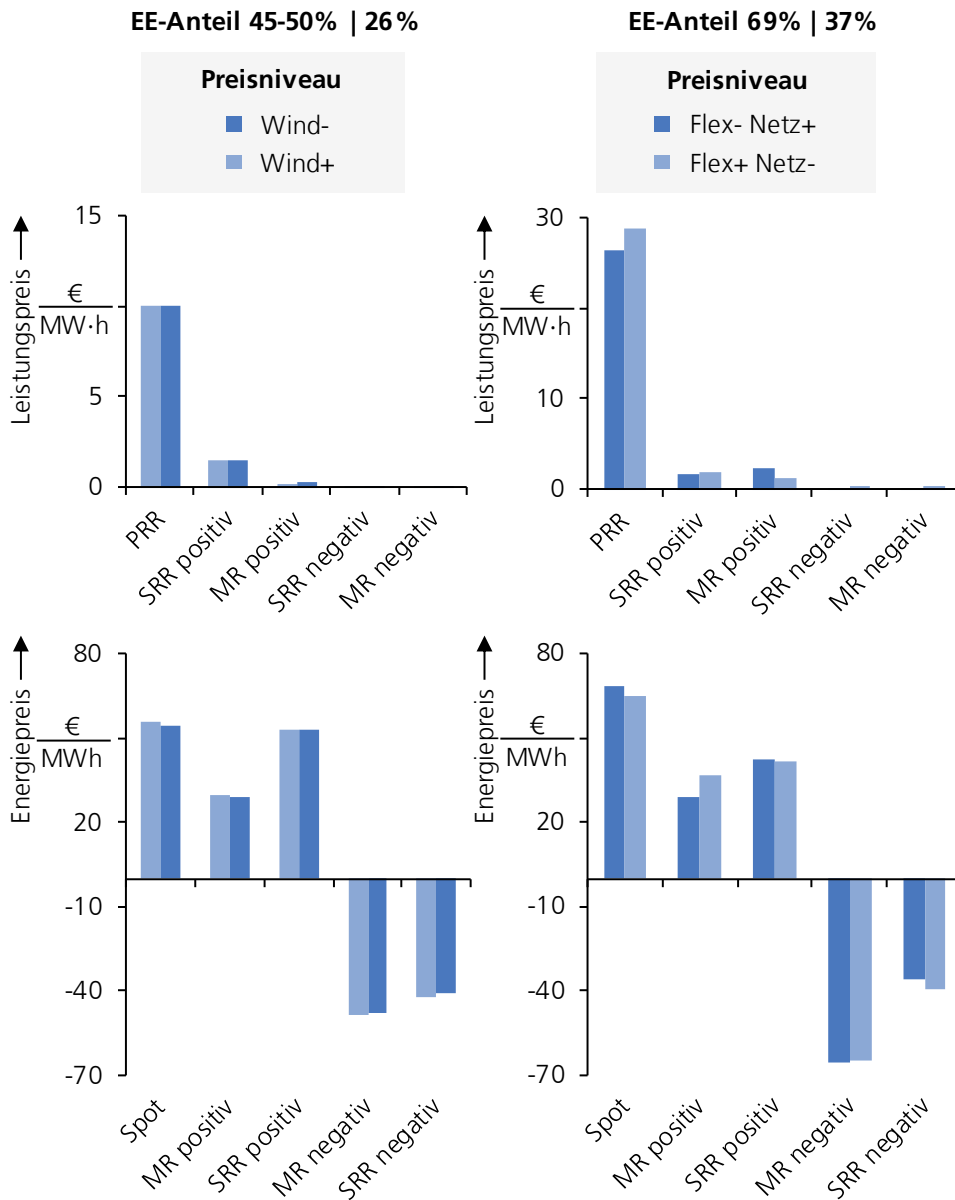 EE-Anteil 45-50% | 26%
Preisniveau
Wind-
Wind+
Leistungspreis
15
€
MW·h
5
0
PRR
SRR positiv
MR positiv
SRR negativ
MR negativ
Energiepreis
80
€
MWh
20
-10
-40
-70
Spot
MR positiv
SRR positiv
MR negativ
SRR negativ
EE-Anteil 69% | 37%
Preisniveau
Flex- Netz+
Flex+ Netz-
Leistungspreis
30
€
MW·h
10
0
PRR
SRR positiv
MR positiv
SRR negativ
MR negativ
Energiepreis
80
€
MWh
20
-10
-40
-70
Spot
MR positiv
SRR positiv
MR negativ
SRR negativ